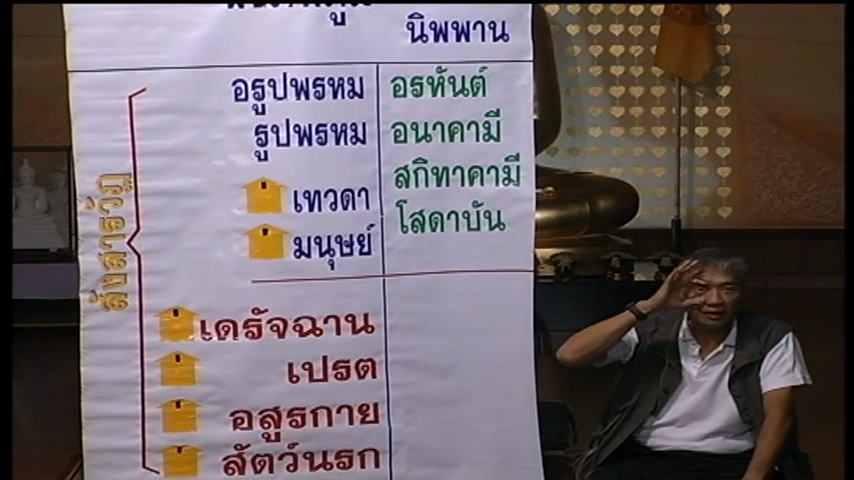 นิพพาน
อรูปพรหม อรหันต์
รูปพรหม อนาคามี
สกิทาคามี
เทวดา
โสดาบัน
มนุษย์
สังสารวัฏ
เดรัจฉาน
เปรต
อสูรกาย
สัตว์นรก